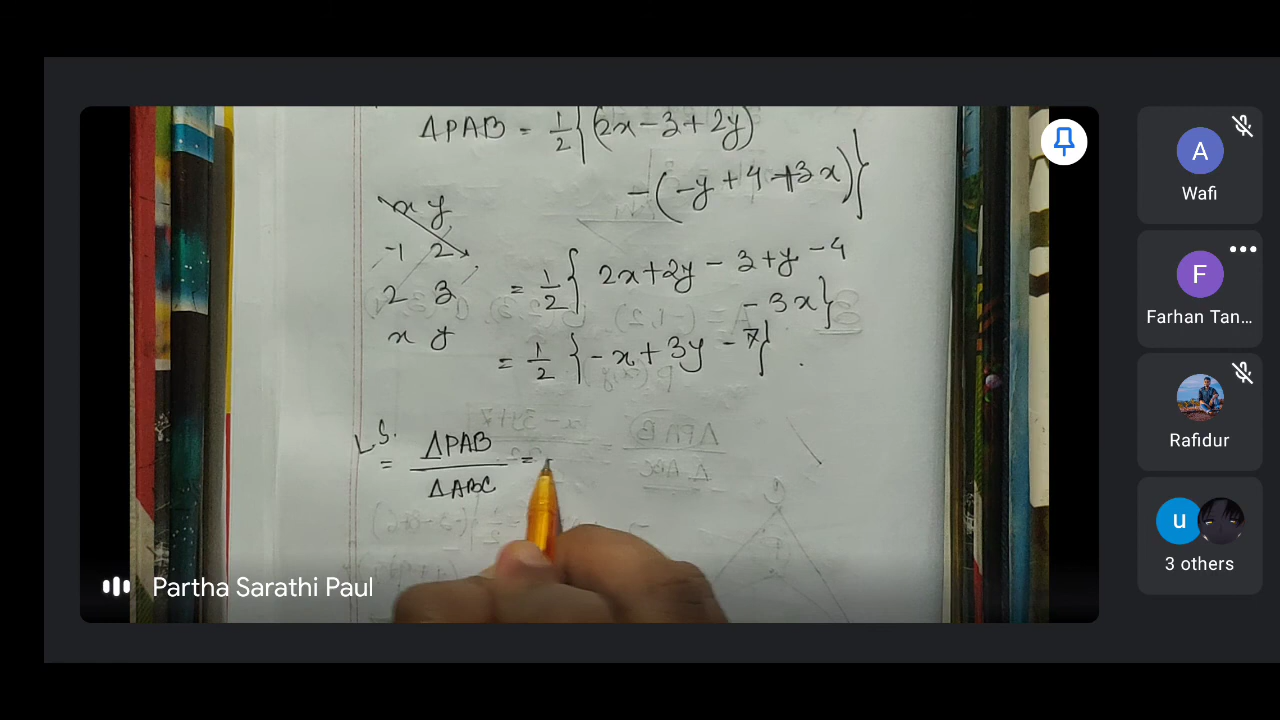 ΔPAB = 1/2 {(2x - 3 + 2y)
- (-y + 4 + 3x)}
x y
-1 2
2 3
x y
= 1/2 { 2x + 2y - 3 + y - 4
- 3x}
= 1/2 {-x + 3y - 7} .
L.S.
= ΔPAB / ΔABC =
Partha Sarathi Paul
A
Wafi
F
Farhan Tan...
Rafidur
u
3 others